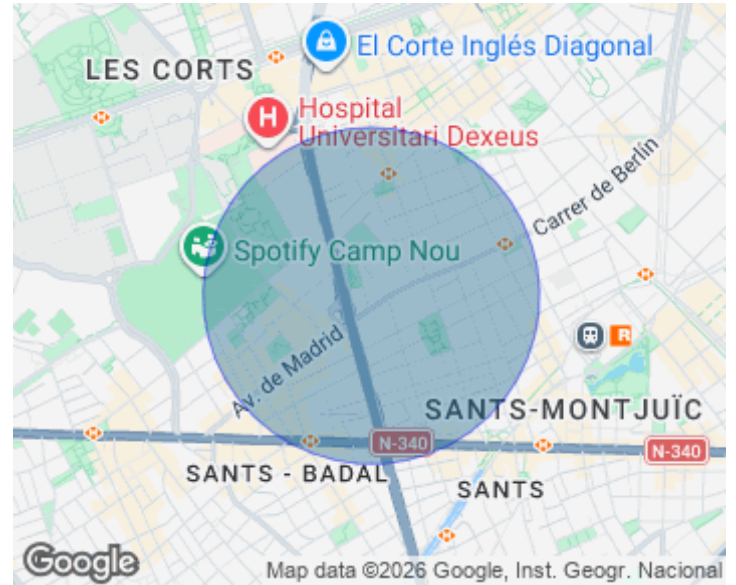 El Corte Inglés Diagonal
LES CORTS
H
Hospital
Universitari Dexeus
Carrer de Berlín
Spotify Camp Nou
Av. de Madrid
R
SANTS-MONTJUÏC
N-340
N-340
SANTS - BADAL
SANTS
Google
Map data ©2026 Google, Inst. Geogr. Nacional